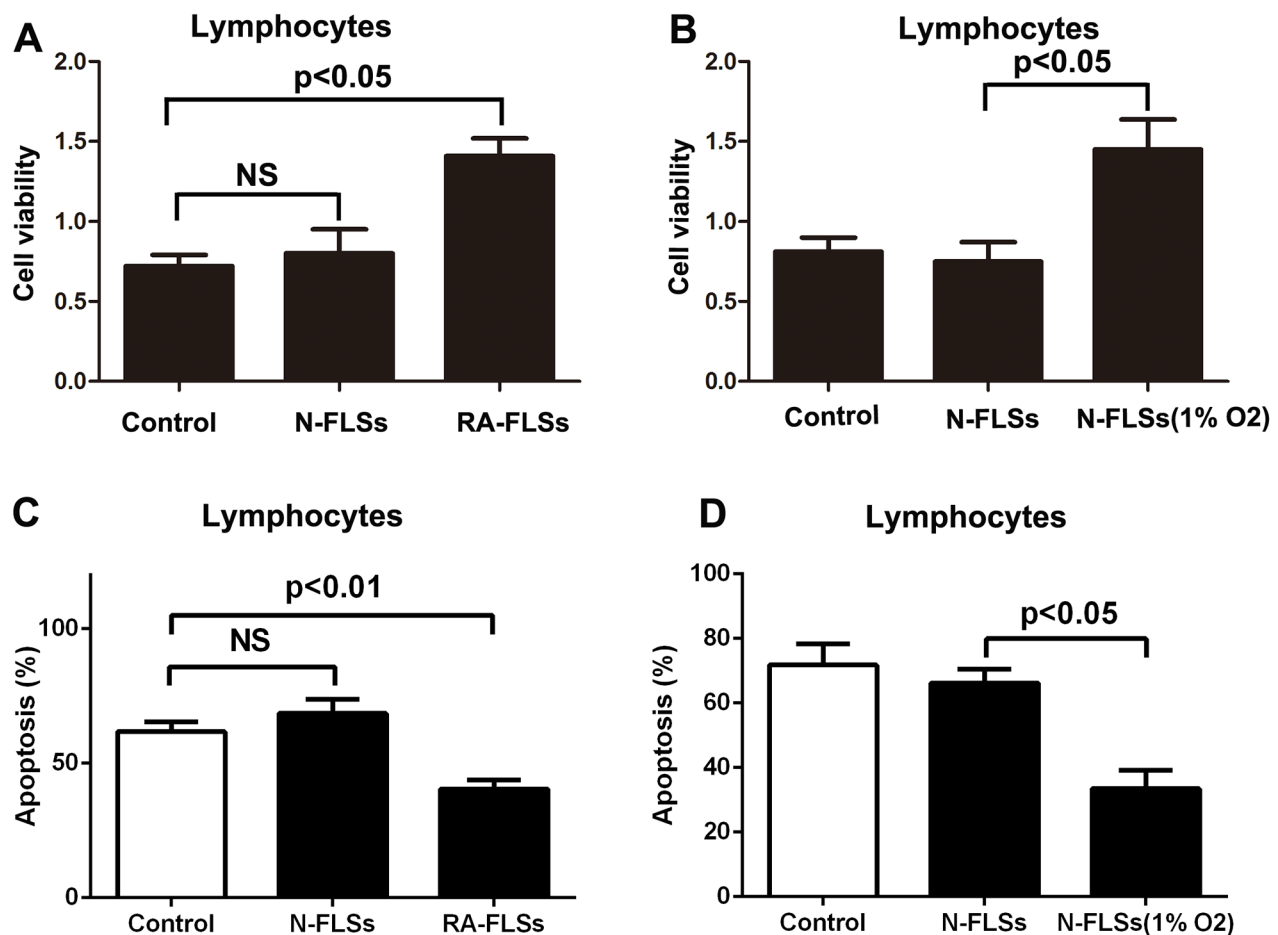 A
Lymphocytes
p<0.05
NS
Cell viability
2.0
1.5
1.0
0.5
0.0
Control
N-FLSs
RA-FLSs
B
Lymphocytes
p<0.05
Cell viability
2.0
1.5
1.0
0.5
0.0
Control
N-FLSs
N-FLSs(1% O2)
C
Lymphocytes
p<0.01
NS
Apoptosis (%)
100
50
0
Control
N-FLSs
RA-FLSs
D
Lymphocytes
p<0.05
Apoptosis (%)
100
80
60
40
20
0
Control
N-FLSs
N-FLSs(1% O2)